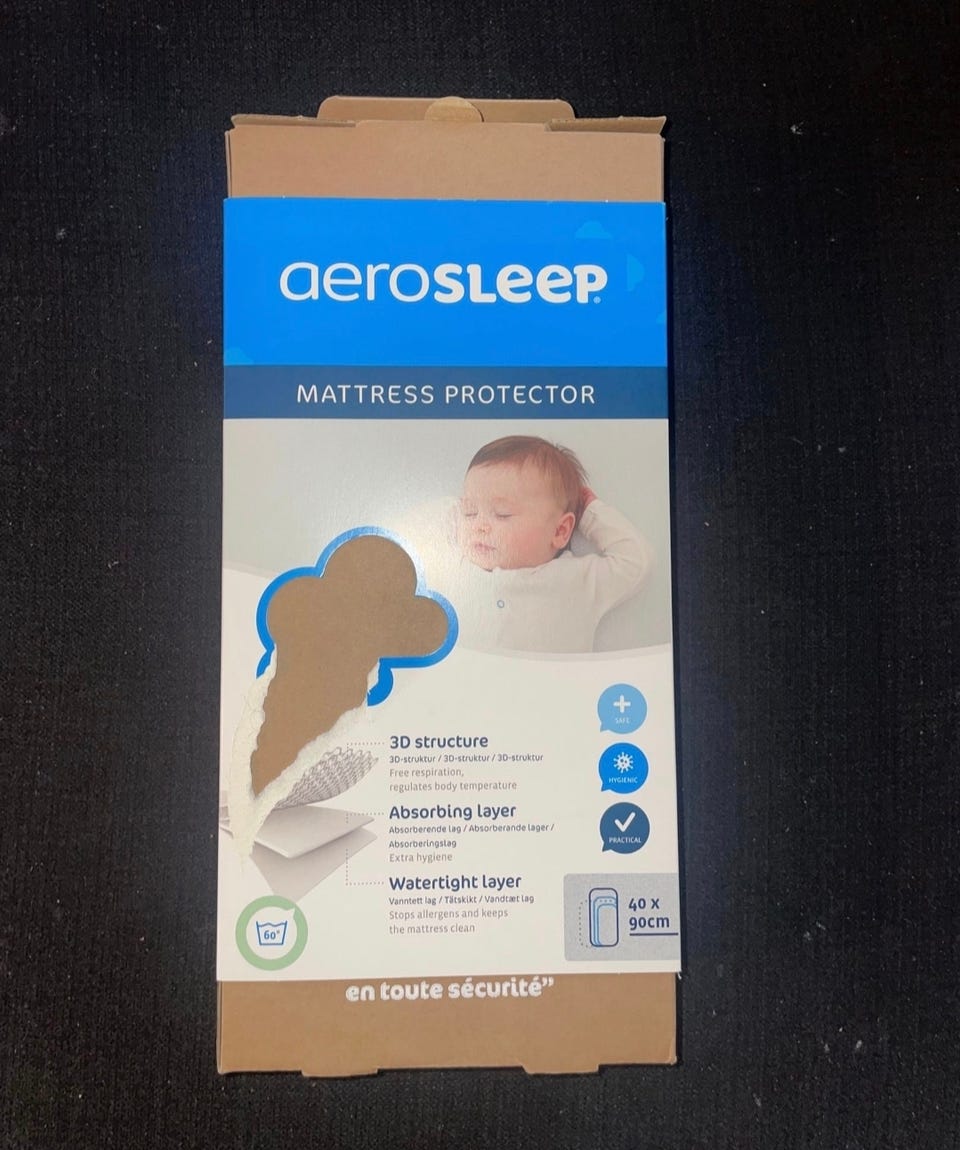 aerosleep®
MATTRESS PROTECTOR
+
SAFE
HYGIENIC
PRACTICAL
3D structure
3D-struktur / 3D-struktur / 3D-struktur
Free respiration,
regulates body temperature
Absorbing layer
Absorberende lag / Absorberande lager /
Absorberingslag
Extra hygiene
Watertight layer
Vanntett lag / Tätskikt / Vandtæt lag
Stops allergens and keeps
the mattress clean
60°
40 x
90cm
en toute sécurité”